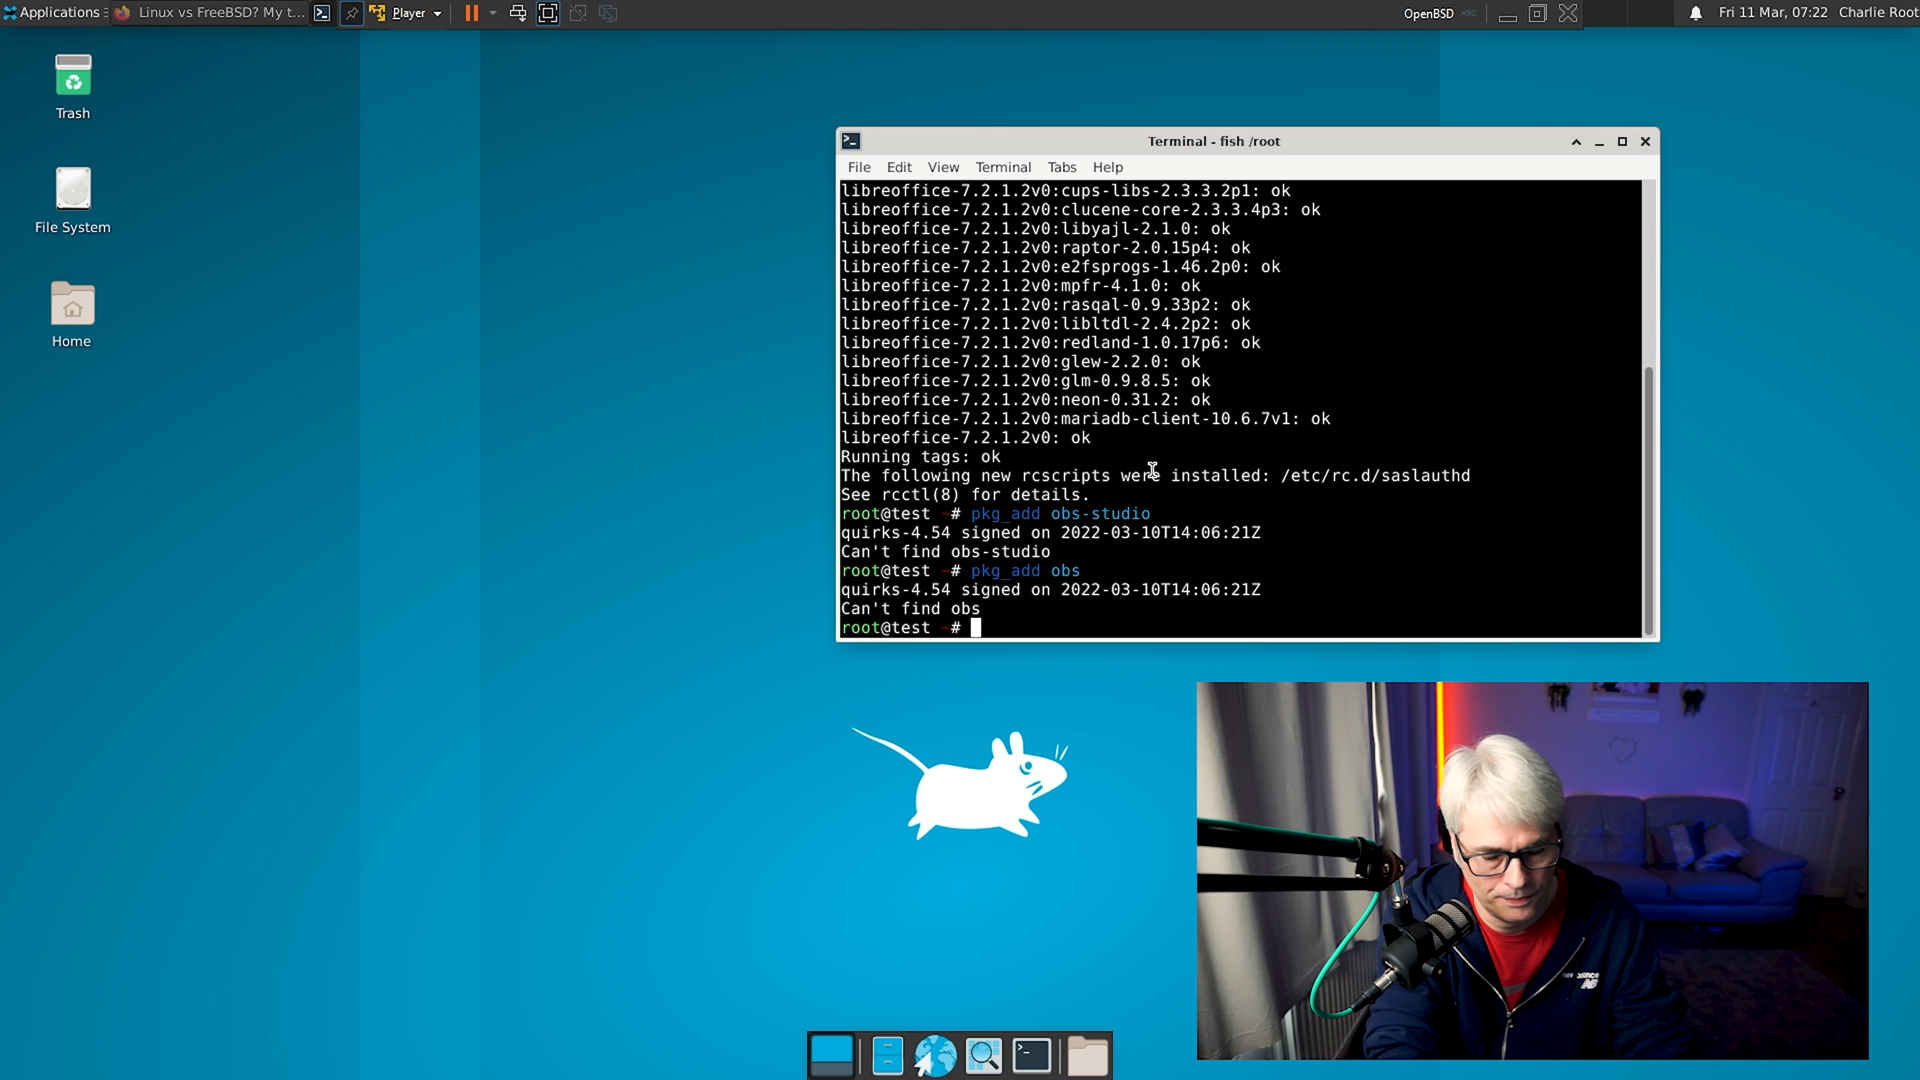 Applications
Linux vs FreeBSD? My t...
Player
OpenBSD
Fri 11 Mar, 07:22
Charlie Root
Trash
File System
Home
Terminal - fish /root
File Edit View Terminal Tabs Help
libreoffice-7.2.1.2v0:cups-libs-2.3.3.2p1: ok
libreoffice-7.2.1.2v0:clucene-core-2.3.3.4p3: ok
libreoffice-7.2.1.2v0:libyajl-2.1.0: ok
libreoffice-7.2.1.2v0:raptor-2.0.15p4: ok
libreoffice-7.2.1.2v0:e2fsprogs-1.46.2p0: ok
libreoffice-7.2.1.2v0:mpfr-4.1.0: ok
libreoffice-7.2.1.2v0:rasqal-0.9.33p2: ok
libreoffice-7.2.1.2v0:libltdl-2.4.2p2: ok
libreoffice-7.2.1.2v0:redland-1.0.17p6: ok
libreoffice-7.2.1.2v0:glew-2.2.0: ok
libreoffice-7.2.1.2v0:glm-0.9.8.5: ok
libreoffice-7.2.1.2v0:neon-0.31.2: ok
libreoffice-7.2.1.2v0:mariadb-client-10.6.7v1: ok
libreoffice-7.2.1.2v0: ok
Running tags: ok
The following new rcscripts were installed: /etc/rc.d/saslauthd
See rcctl(8) for details.
root@test ~# pkg_add obs-studio
quirks-4.54 signed on 2022-03-10T14:06:21Z
Can't find obs-studio
root@test ~# pkg_add obs
quirks-4.54 signed on 2022-03-10T14:06:21Z
Can't find obs
root@test ~#
new balance